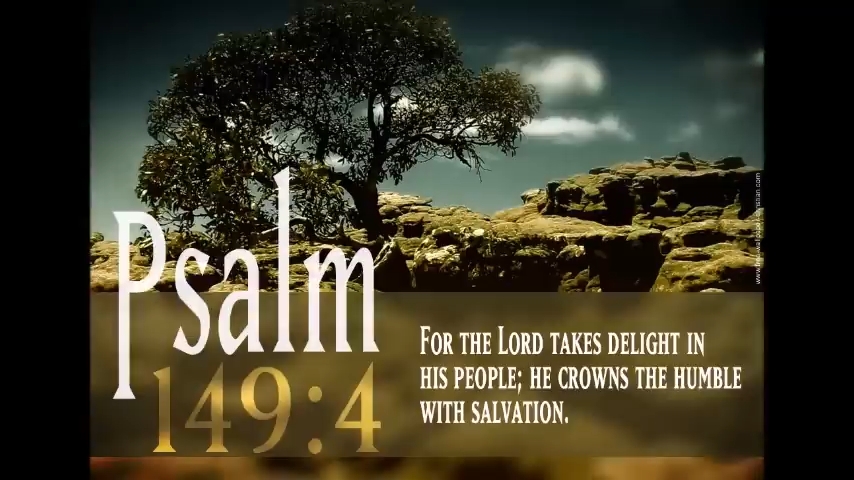 Psalm
149:4
For the Lord takes delight in
his people; he crowns the humble
with salvation.